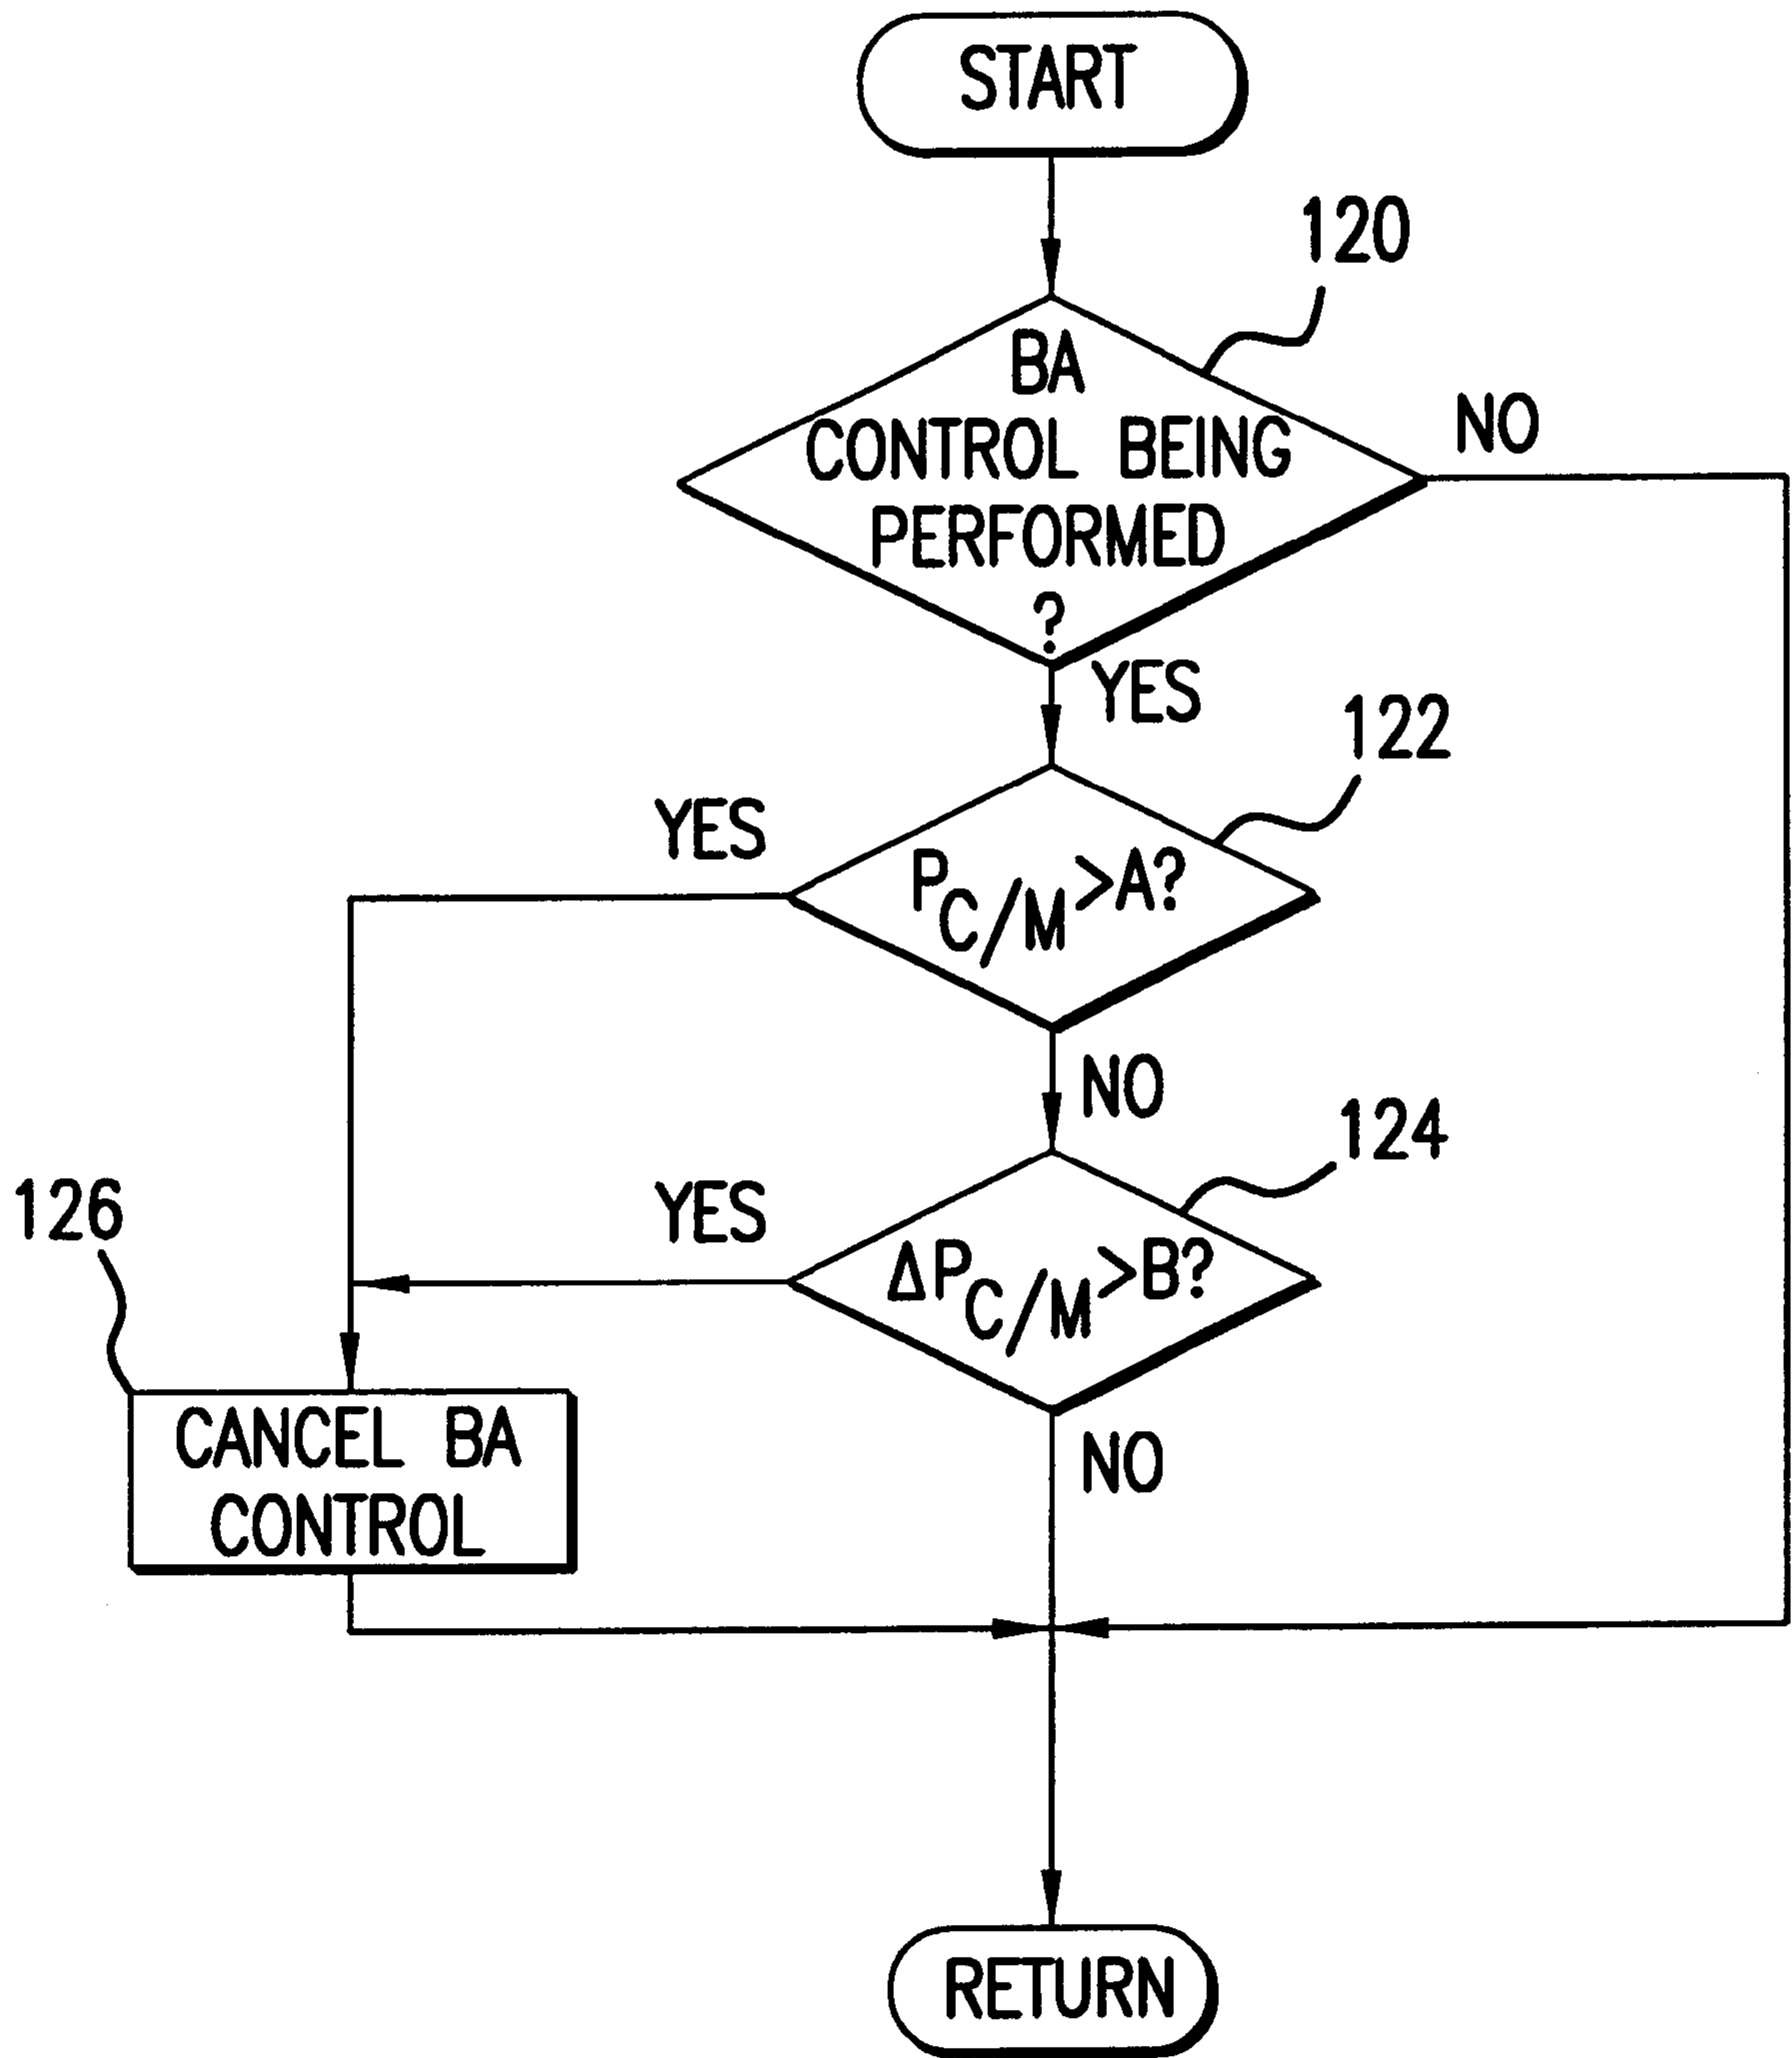 START
120
BA
CONTROL BEING
PERFORMED
?
NO
YES
122
YES
P C/M >A?
NO
124
126
YES
ΔP C/M >B?
CANCEL BA
CONTROL
NO
RETURN